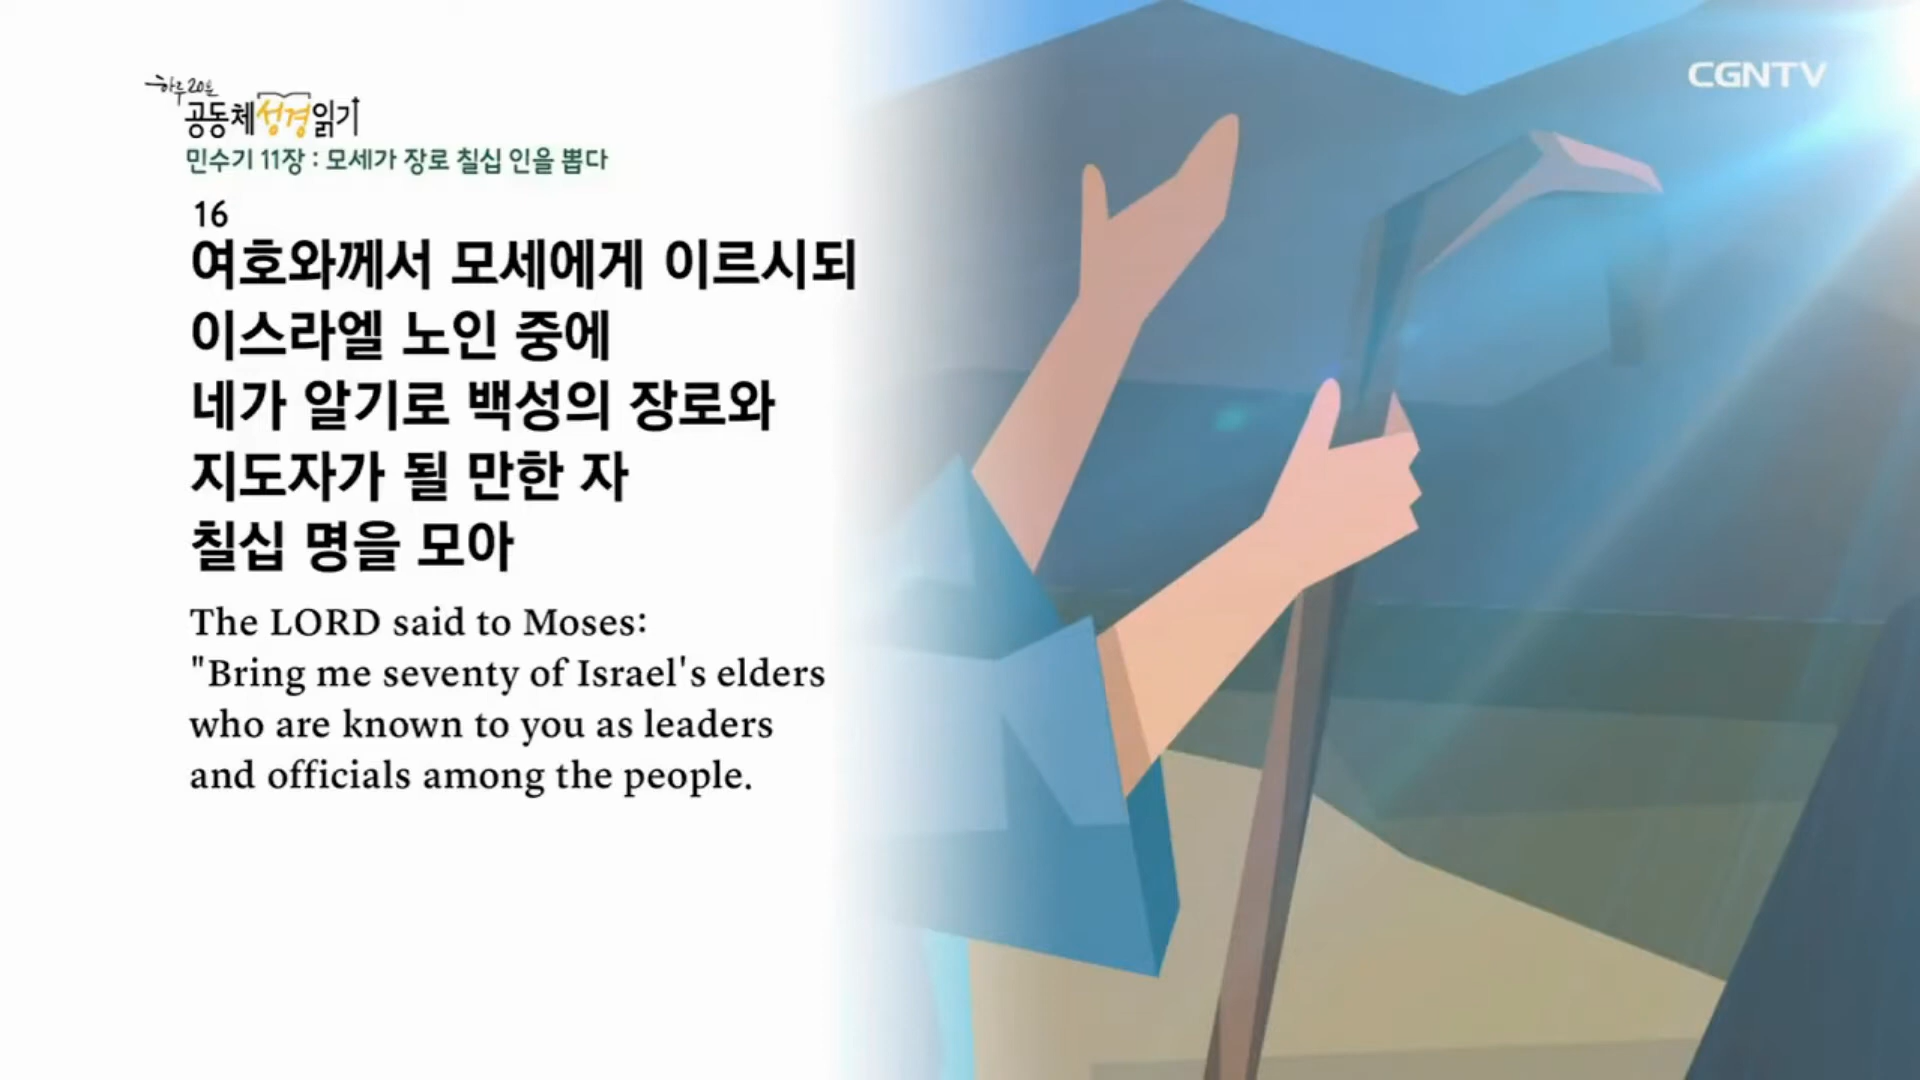 하루 20분
공동체성경읽기
CGNTV
민수기 11장 : 모세가 장로 칠십 인을 뽑다
16
여호와께서 모세에게 이르시되
이스라엘 노인 중에
네가 알기로 백성의 장로와
지도자가 될 만한 자
칠십 명을 모아
The LORD said to Moses:
"Bring me seventy of Israel's elders
who are known to you as leaders
and officials among the people.